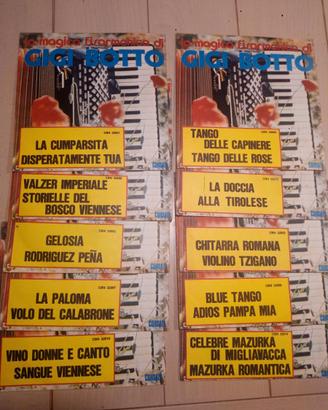 la magica fisarmonica di
GIGI BOTTO
LA CUMPARSITA
DISPERATAMENTE TUA
VALZER IMPERIALE
STORIELLE DEL
BOSCO VIENNESE
GELOSIA
RODRIGUEZ PEÑA
LA PALOMA
VOLO DEL CALABRONE
VINO DONNE E CANTO
SANGUE VIENNESE
la magica fisarmonica di
GIGI BOTTO
TANGO
DELLE CAPINERE
TANGO DELLE ROSE
LA DOCCIA
ALLA TIROLESE
CHITARRA ROMANA
VIOLINO TZIGANO
BLUE TANGO
ADIOS PAMPA MIA
CELEBRE MAZURKA
DI MIGLIAVACCA
MAZURKA ROMANTICA